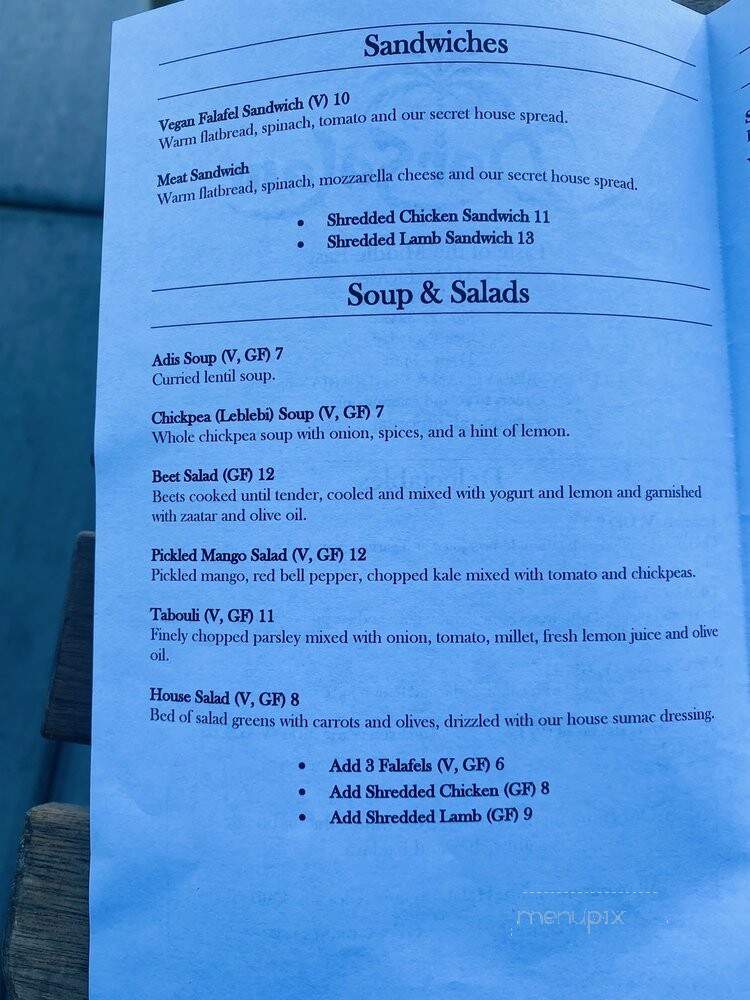 Sandwiches
Vegan Falafel Sandwich (V) 10
Warm flatbread, spinach, tomato and our secret house spread.
Meat Sandwich
Warm flatbread, spinach, mozzarella cheese and our secret house spread.
• Shredded Chicken Sandwich 11
• Shredded Lamb Sandwich 13
Soup & Salads
Adis Soup (V, GF) 7
Curried lentil soup.
Chickpea (Leblebi) Soup (V, GF) 7
Whole chickpea soup with onion, spices, and a hint of lemon.
Beet Salad (GF) 12
Beets cooked until tender, cooled and mixed with yogurt and lemon and garnished
with zaatar and olive oil.
Pickled Mango Salad (V, GF) 12
Pickled mango, red bell pepper, chopped kale mixed with tomato and chickpeas.
Tabouli (V, GF) 11
Finely chopped parsley mixed with onion, tomato, millet, fresh lemon juice and olive
oil.
House Salad (V, GF) 8
Bed of salad greens with carrots and olives, drizzled with our house sumac dressing.
• Add 3 Falafels (V, GF) 6
• Add Shredded Chicken (GF) 8
• Add Shredded Lamb (GF) 9
menupix